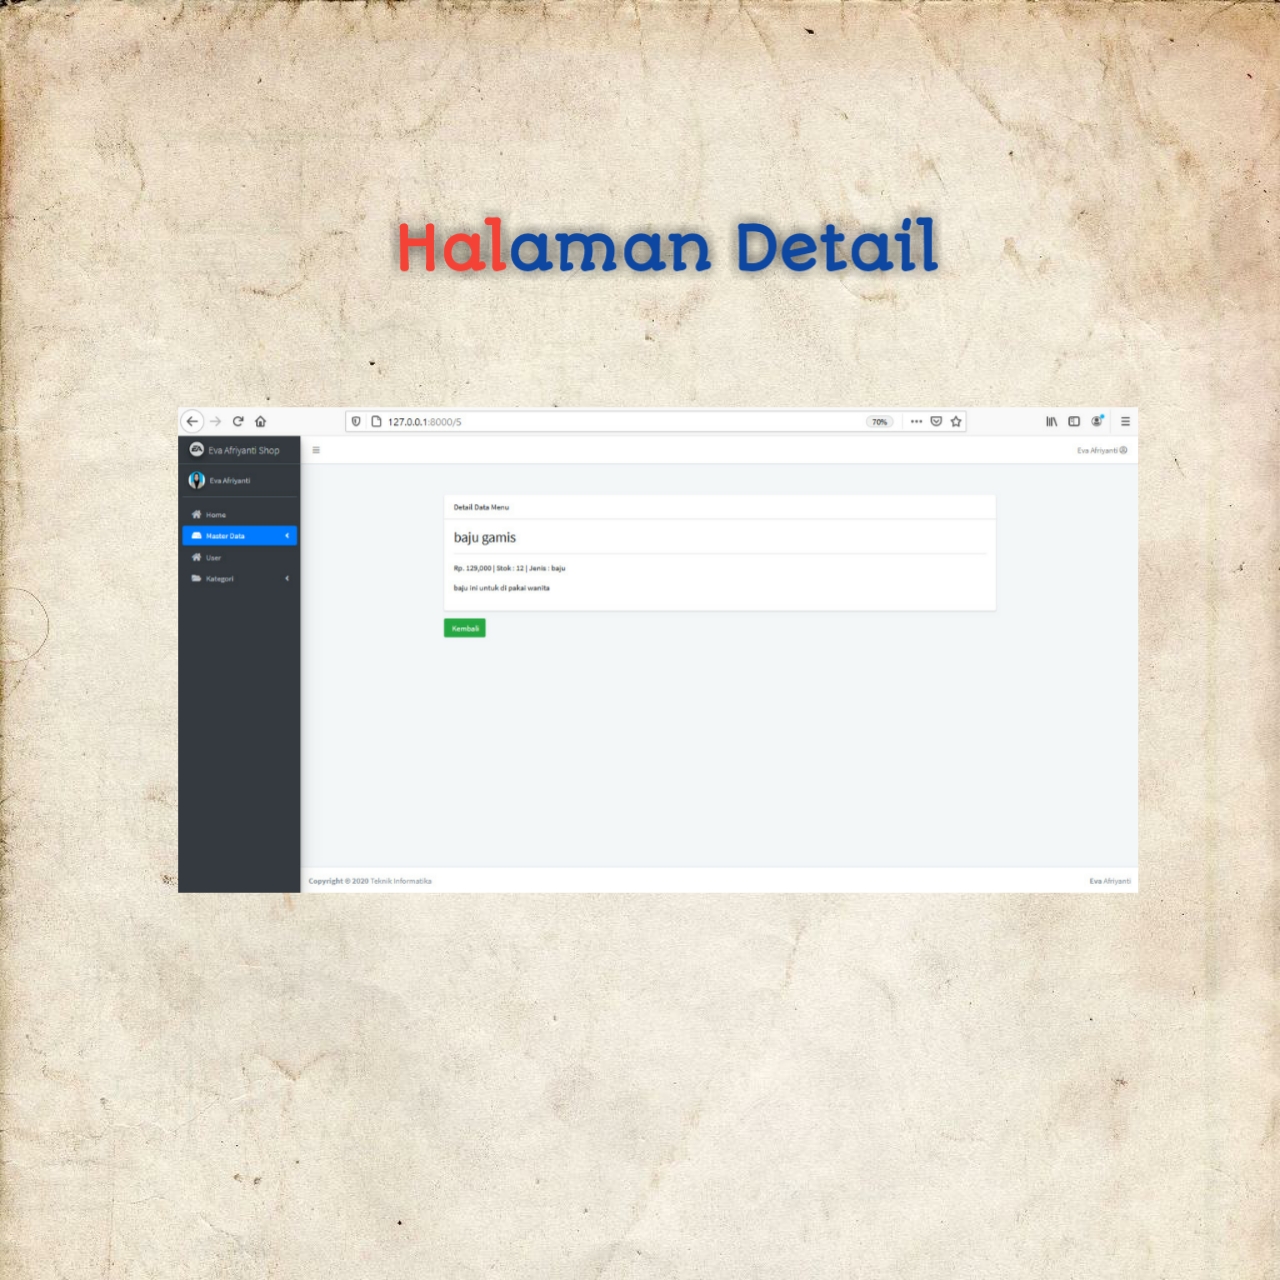 Halaman Detail
127.0.0.1:8000/5
70%
Eva Afriyanti Shop
Eva Afriyanti
Eva Afriyanti
Home
Master Data
User
Kategori
Detail Data Menu
baju gamis
Rp. 129,000 | Stok : 12 | Jenis : baju
baju ini untuk di pakai wanita
Kembali
Copyright © 2020 Teknik Informatika
Eva Afriyanti